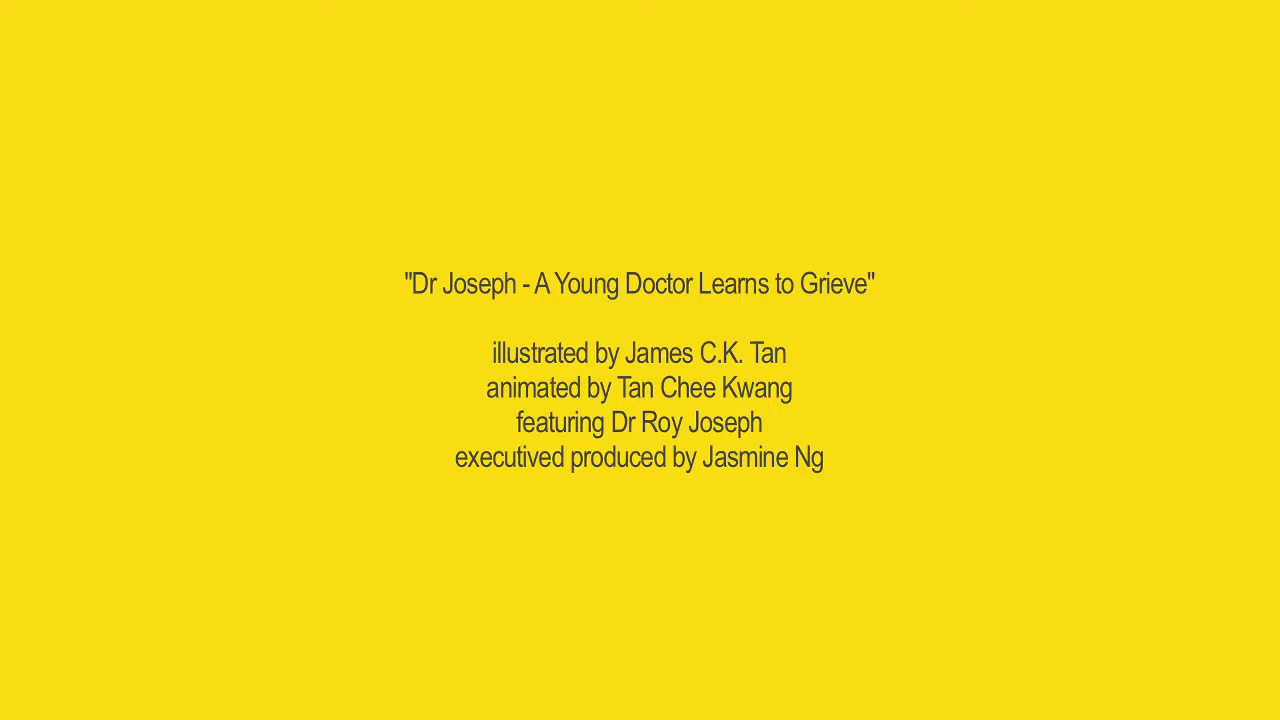 "Dr Joseph - A Young Doctor Learns to Grieve"
illustrated by James C.K. Tan
animated by Tan Chee Kwang
featuring Dr Roy Joseph
executived produced by Jasmine Ng